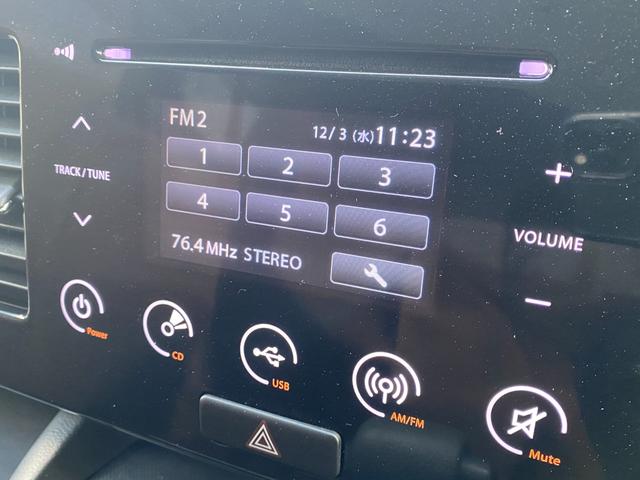 FM2
12/3 (水) 11:23
1 2 3
4 5 6
76.4 MHz STEREO
TRACK/TUNE
+
VOLUME
−
Power
CD
USB
AM/FM
Mute